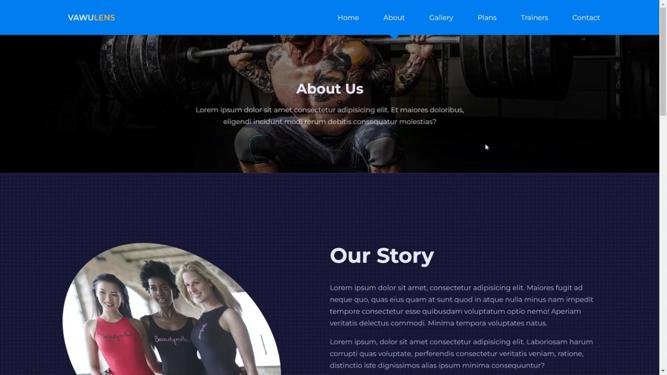 VAWULENS
Home
About
Gallery
Plans
Trainers
Contact
About Us
Lorem ipsum dolor sit amet consectetur adipisicing elit. Et maiores doloribus,
eligendi incidunt modi rerum debitis consequatur molestias?
Our Story
Lorem ipsum dolor sit amet, consectetur adipisicing elit. Maiores fugit ad
neque quo, quas eius quam at sunt quod in atque nulla minus nam impedit
tempore consectetur esse quibusdam voluptatum optio nemo! Aperiam
veritatis delectus commodi. Minima tempora voluptates natus.
Lorem ipsum, dolor sit amet consectetur adipisicing elit. Laboriosam harum
corrupti quas voluptate, perferendis consectetur veritatis veniam, ratione,
distinctio iste dignissimos alias ipsam consequuntur?